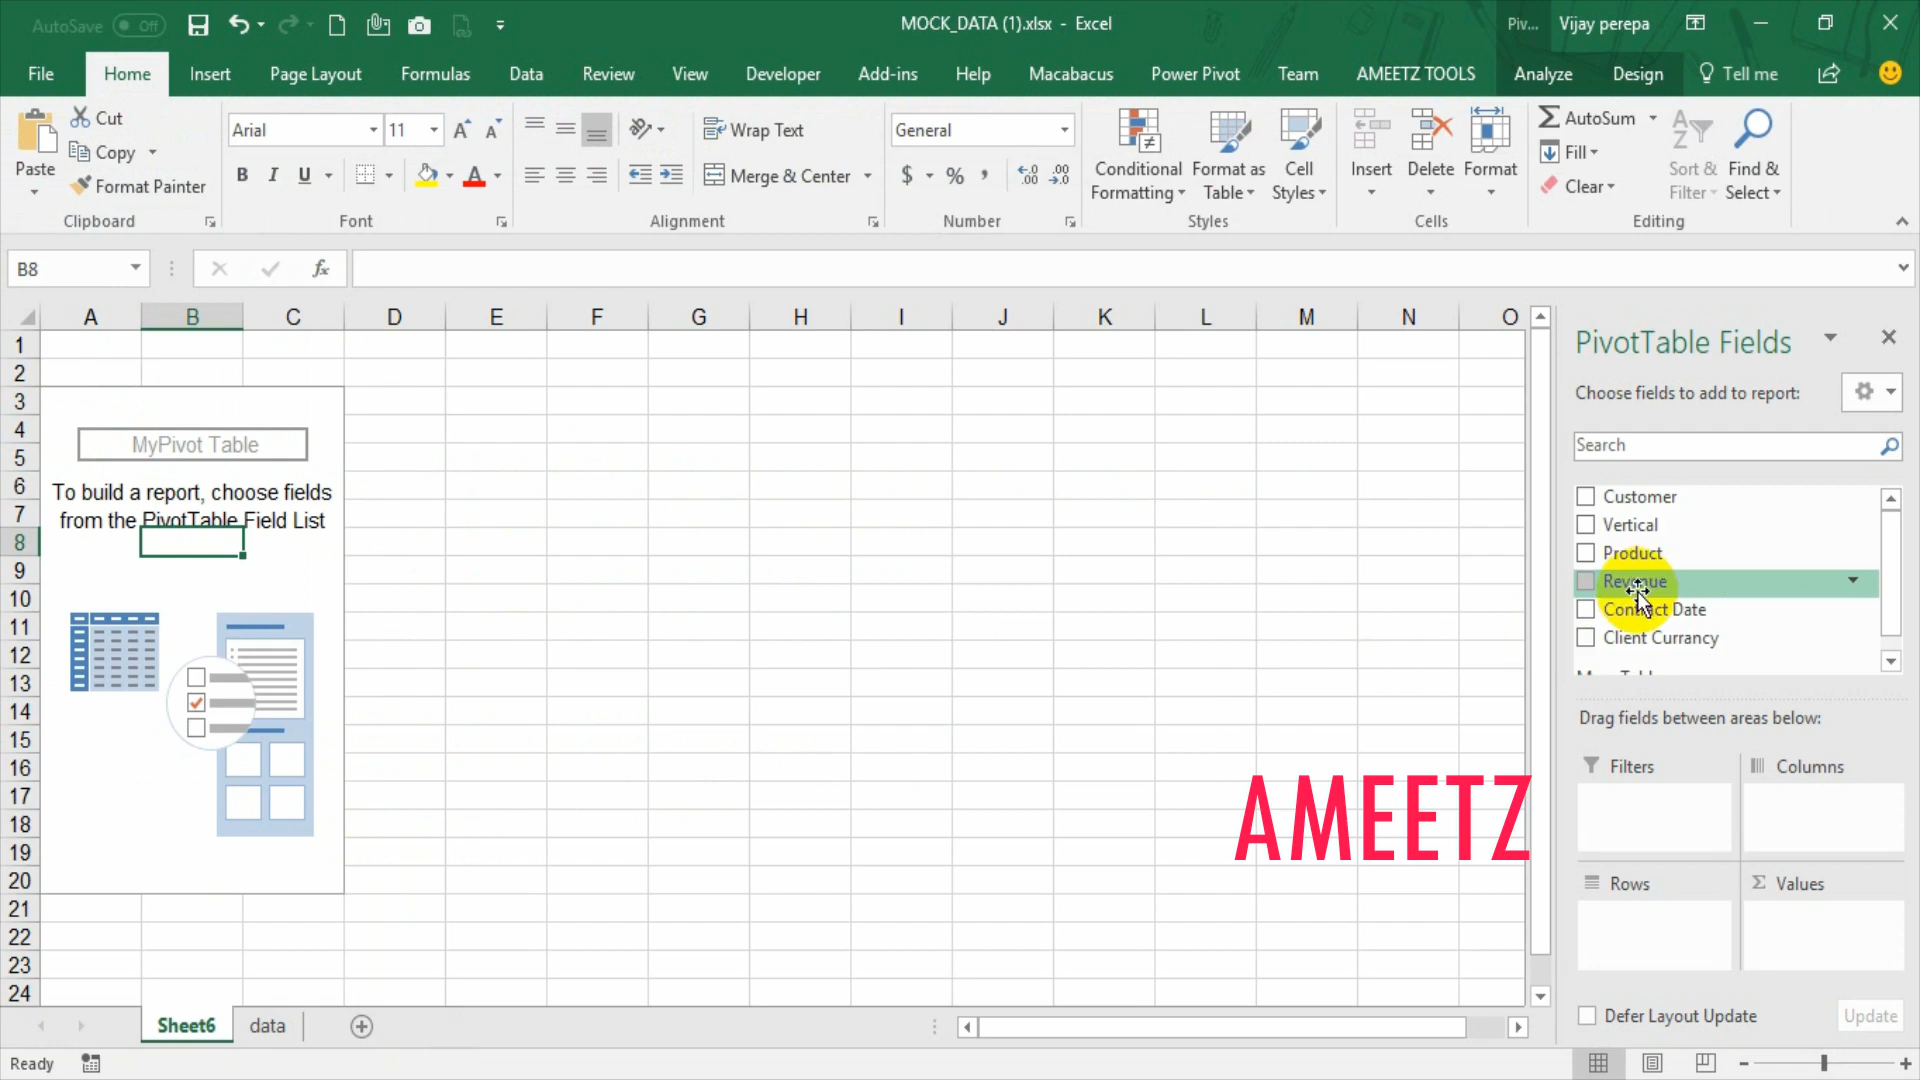 AutoSave Off MOCK_DATA (1).xlsx - Excel Piv... Vijay perepa
File Home Insert Page Layout Formulas Data Review View Developer Add-ins Help Macabacus Power Pivot Team AMEETZ TOOLS Analyze Design Tell me
Paste Cut Copy Format Painter Clipboard
Arial 11 B I U A Font
Wrap Text Merge & Center Alignment
General $ % , Number
Conditional Formatting Format as Table Cell Styles Styles
Insert Delete Format Cells
AutoSum Fill Clear Sort & Filter Find & Select Editing
B8 fx
A B C D E F G H I J K L M N O
1
2
3
4
5
6
7
8
9
10
11
12
13
14
15
16
17
18
19
20
21
22
23
24
MyPivot Table
To build a report, choose fields
from the PivotTable Field List
AMEETZ
PivotTable Fields
Choose fields to add to report:
Search
Customer
Vertical
Product
Revenue
Contract Date
Client Currancy
Drag fields between areas below:
Filters Columns
Rows Values
Defer Layout Update Update
Sheet6 data
Ready